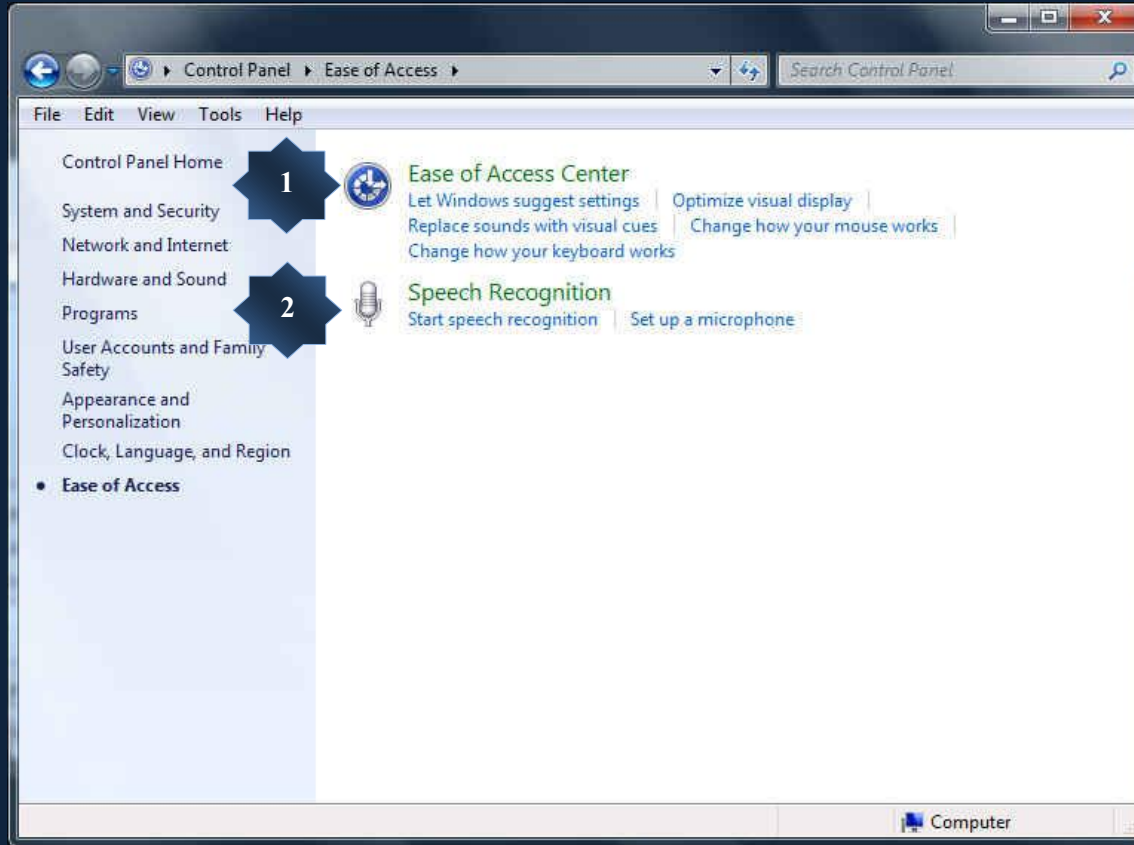 Control Panel Ease of Access Search Control Panel
File Edit View Tools Help
Control Panel Home
System and Security
Network and Internet
Hardware and Sound
Programs
User Accounts and Family
Safety
Appearance and
Personalization
Clock, Language, and Region
Ease of Access
1
Ease of Access Center
Let Windows suggest settings Optimize visual display
Replace sounds with visual cues Change how your mouse works
Change how your keyboard works
2
Speech Recognition
Start speech recognition Set up a microphone
Computer